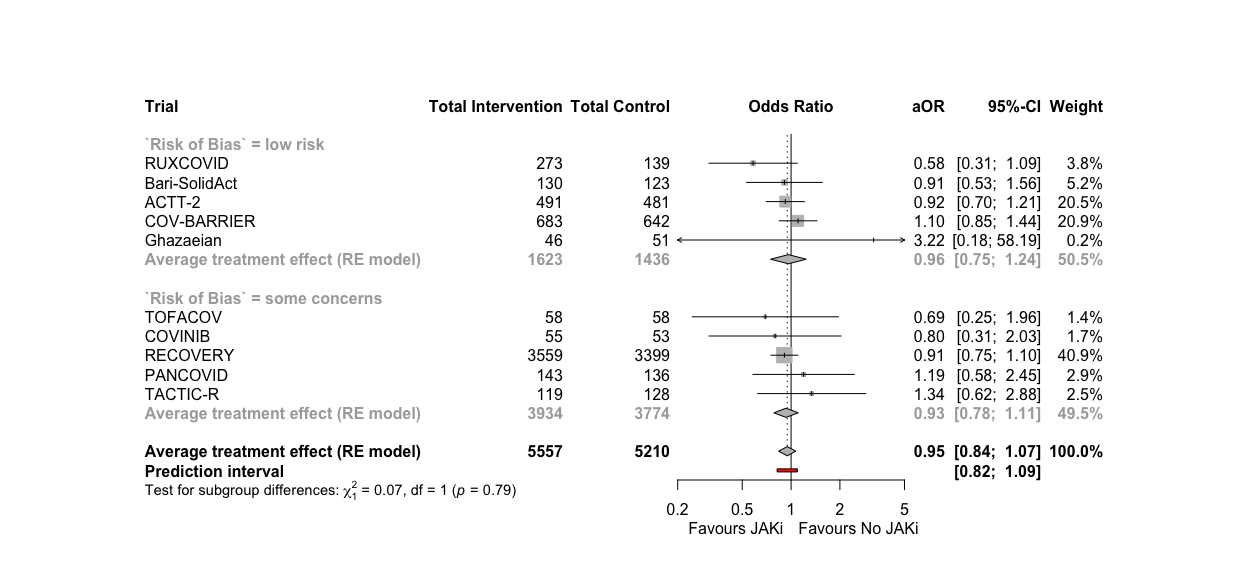 Trial Total Intervention Total Control Odds Ratio aOR 95%-CI Weight
`Risk of Bias` = low risk
RUXCOVID 273 139 0.58 [0.31; 1.09] 3.8%
Bari-SolidAct 130 123 0.91 [0.53; 1.56] 5.2%
ACTT-2 491 481 0.92 [0.70; 1.21] 20.5%
COV-BARRIER 683 642 1.10 [0.85; 1.44] 20.9%
Ghazaeian 46 51 3.22 [0.18; 58.19] 0.2%
Average treatment effect (RE model) 1623 1436 0.96 [0.75; 1.24] 50.5%
`Risk of Bias` = some concerns
TOFACOV 58 58 0.69 [0.25; 1.96] 1.4%
COVINIB 55 53 0.80 [0.31; 2.03] 1.7%
RECOVERY 3559 3399 0.91 [0.75; 1.10] 40.9%
PANCOVID 143 136 1.19 [0.58; 2.45] 2.9%
TACTIC-R 119 128 1.34 [0.62; 2.88] 2.5%
Average treatment effect (RE model) 3934 3774 0.93 [0.78; 1.11] 49.5%
Average treatment effect (RE model) 5557 5210 0.95 [0.84; 1.07] 100.0%
Prediction interval [0.82; 1.09]
Test for subgroup differences: χ²₁ = 0.07, df = 1 (p = 0.79)
0.2 0.5 1 2 5
Favours JAKi Favours No JAKi